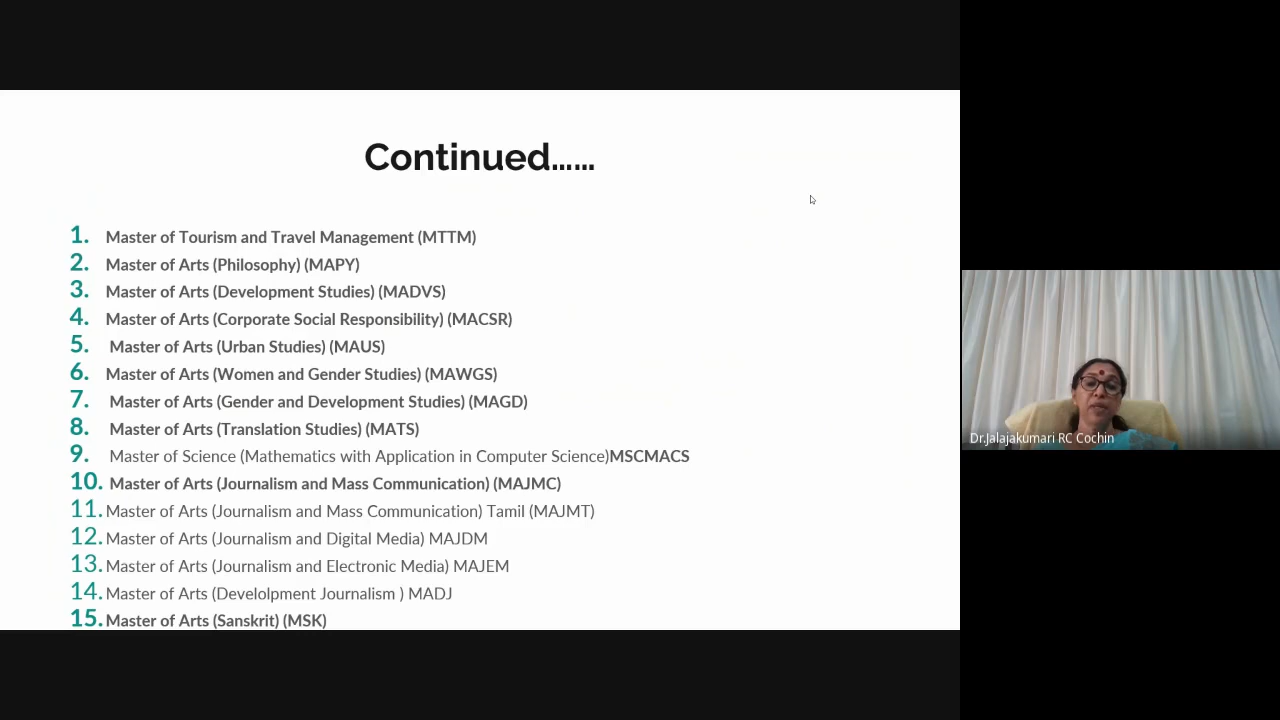 Continued......
1. Master of Tourism and Travel Management (MTTM)
2. Master of Arts (Philosophy) (MAPY)
3. Master of Arts (Development Studies) (MADVS)
4. Master of Arts (Corporate Social Responsibility) (MACSR)
5. Master of Arts (Urban Studies) (MAUS)
6. Master of Arts (Women and Gender Studies) (MAWGS)
7. Master of Arts (Gender and Development Studies) (MAGD)
8. Master of Arts (Translation Studies) (MATS)
9. Master of Science (Mathematics with Application in Computer Science)MSCMACS
10. Master of Arts (Journalism and Mass Communication) (MAJMC)
11. Master of Arts (Journalism and Mass Communication) Tamil (MAJMT)
12. Master of Arts (Journalism and Digital Media) MAJDM
13. Master of Arts (Journalism and Electronic Media) MAJEM
14. Master of Arts (Develolpment Journalism ) MADJ
15. Master of Arts (Sanskrit) (MSK)
Dr.Jalajakumari RC Cochin